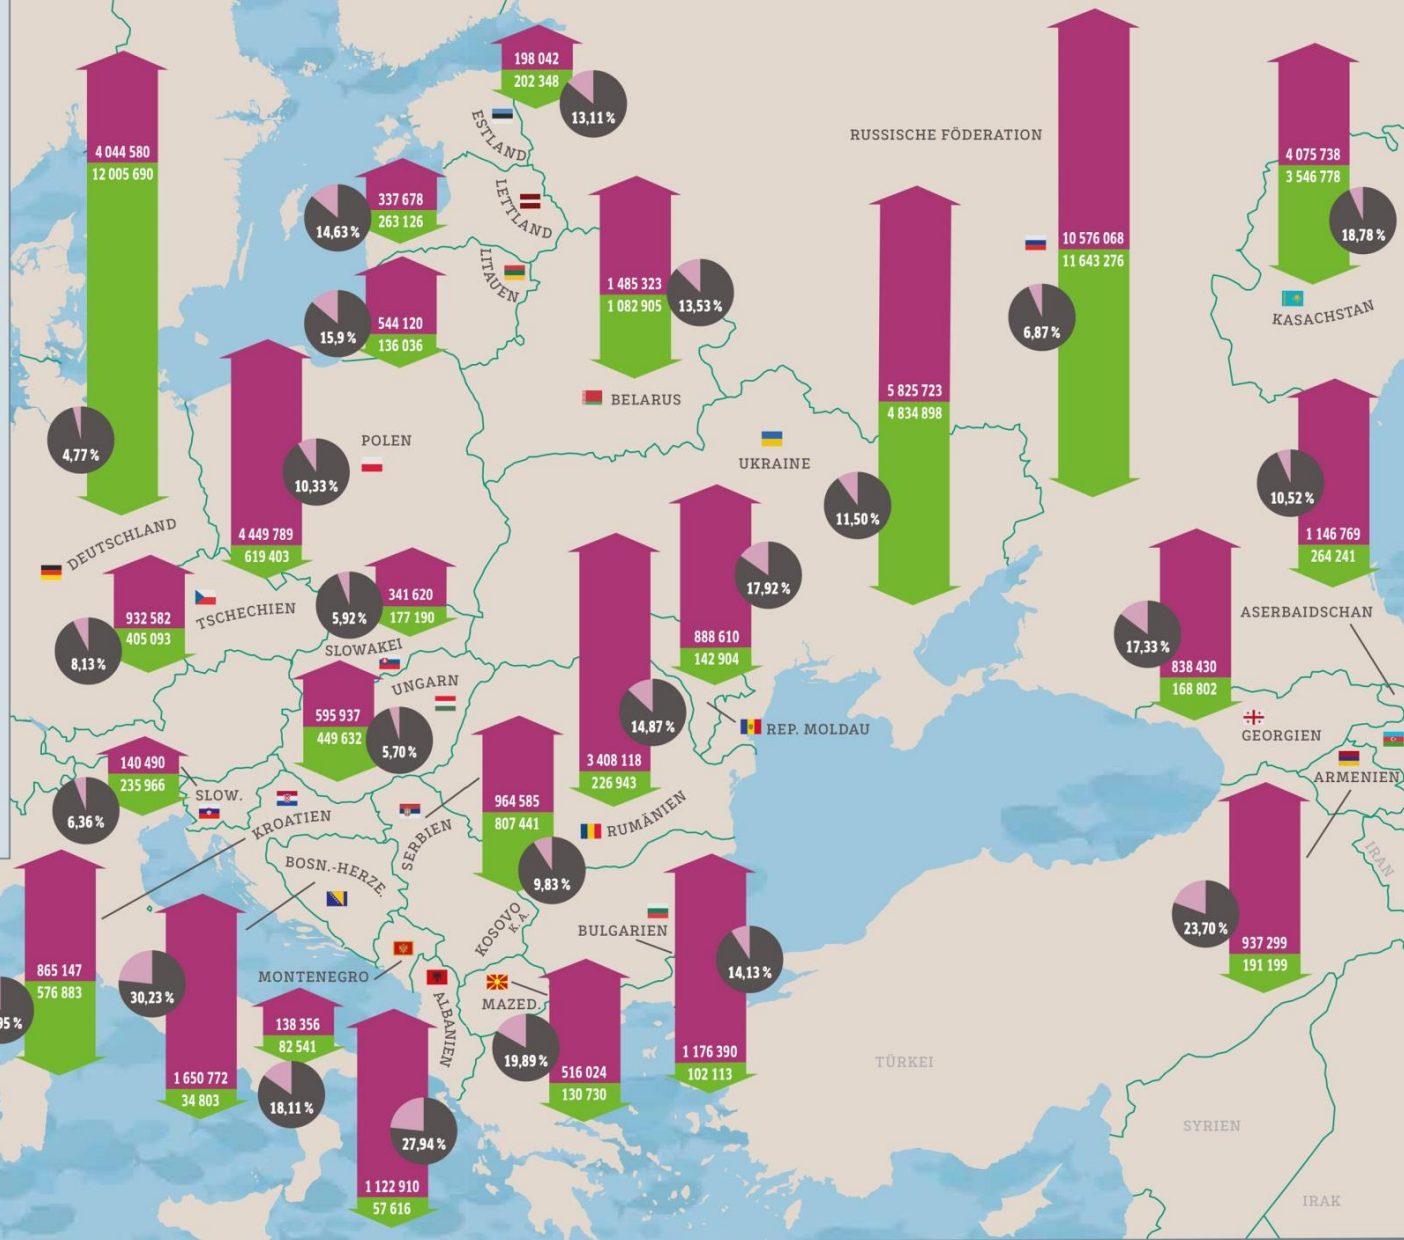 198 042
202 348
13,11 %
ESTLAND
4 044 580
12 005 690
4,77 %
DEUTSCHLAND
337 678
263 126
14,63 %
LETTLAND
544 120
136 036
15,9 %
LITAUEN
1 485 323
1 082 905
13,53 %
BELARUS
RUSSISCHE FÖDERATION
10 576 068
11 643 276
6,87 %
4 075 738
3 546 778
18,78 %
KASACHSTAN
5 825 723
4 834 898
11,50 %
UKRAINE
POLEN
10,33 %
4 449 789
619 403
932 582
405 093
8,13 %
TSCHECHIEN
341 620
177 190
5,92 %
SLOWAKEI
595 937
449 632
5,70 %
UNGARN
888 610
142 904
17,92 %
REP. MOLDAU
3 408 118
226 943
14,87 %
RUMÄNIEN
10,52 %
1 146 769
264 241
ASERBAIDSCHAN
17,33 %
838 430
168 802
GEORGIEN
ARMENIEN
23,70 %
937 299
191 199
IRAN
140 490
235 966
6,36 %
SLOW.
KROATIEN
865 147
576 883
95 %
BOSN.-HERZE.
30,23 %
1 650 772
34 803
SERBIEN
964 585
807 441
9,83 %
KOSOVO
K.A.
MONTENEGRO
138 356
82 541
18,11 %
ALBANIEN
27,94 %
1 122 910
57 616
MAZED.
19,89 %
516 024
130 730
BULGARIEN
14,13 %
1 176 390
102 113
TÜRKEI
SYRIEN
IRAK